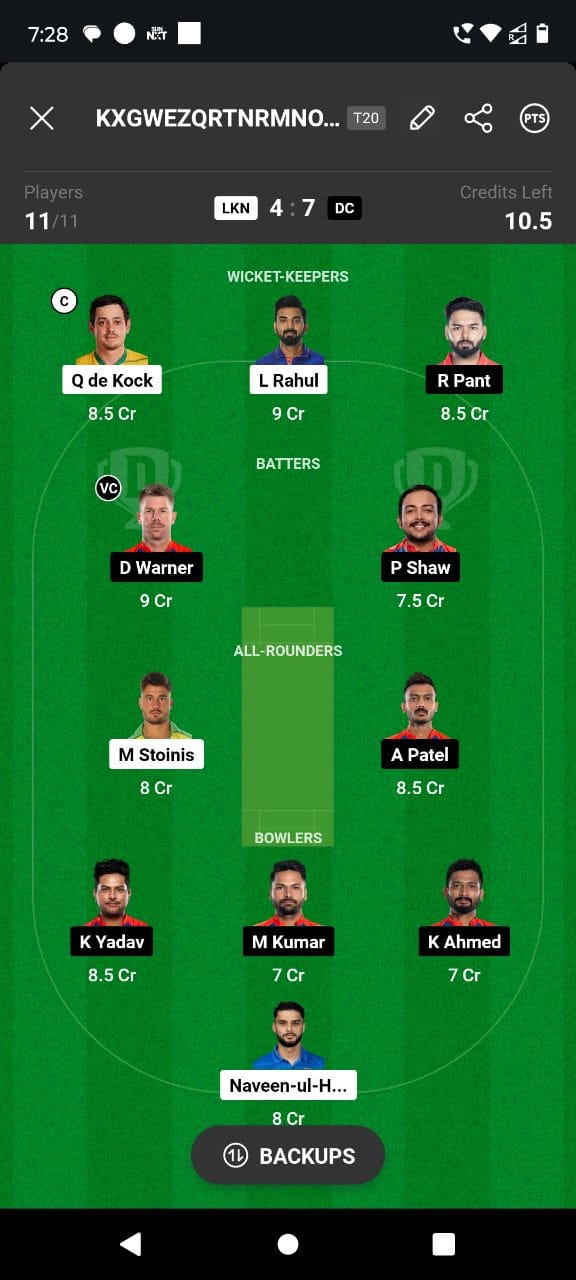 7:28 SUN NXT R
KXGWEZQRTNRMNO... T20 PTS
Players Credits Left
11/11 LKN 4 : 7 DC 10.5
WICKET-KEEPERS
C
Q de Kock L Rahul R Pant
8.5 Cr 9 Cr 8.5 Cr
BATTERS
VC
D Warner P Shaw
9 Cr 7.5 Cr
ALL-ROUNDERS
M Stoinis A Patel
8 Cr 8.5 Cr
BOWLERS
K Yadav M Kumar K Ahmed
8.5 Cr 7 Cr 7 Cr
Naveen-ul-H...
8 Cr
BACKUPS